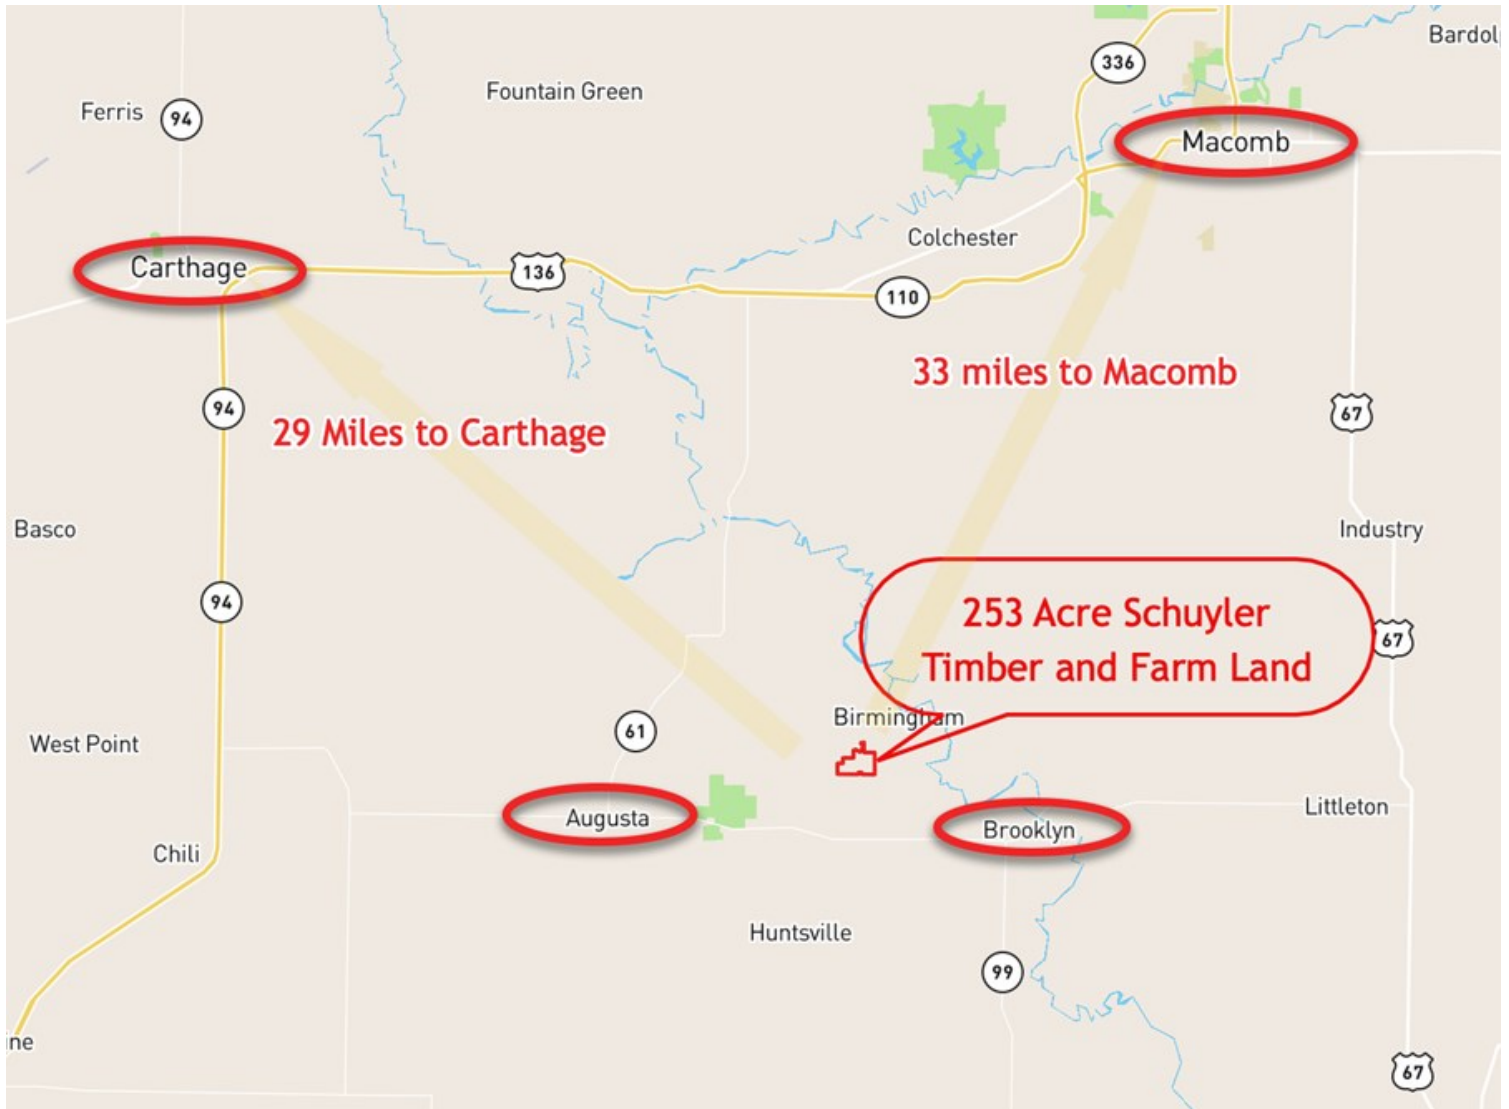 Bardol
336
Fountain Green
Ferris
94
Macomb
Colchester
Carthage
136
110
33 miles to Macomb
94
67
29 Miles to Carthage
Basco
Industry
94
253 Acre Schuyler
Timber and Farm Land
67
Birmingham
61
West Point
Littleton
Augusta
Brooklyn
Chili
Huntsville
99
ine
67